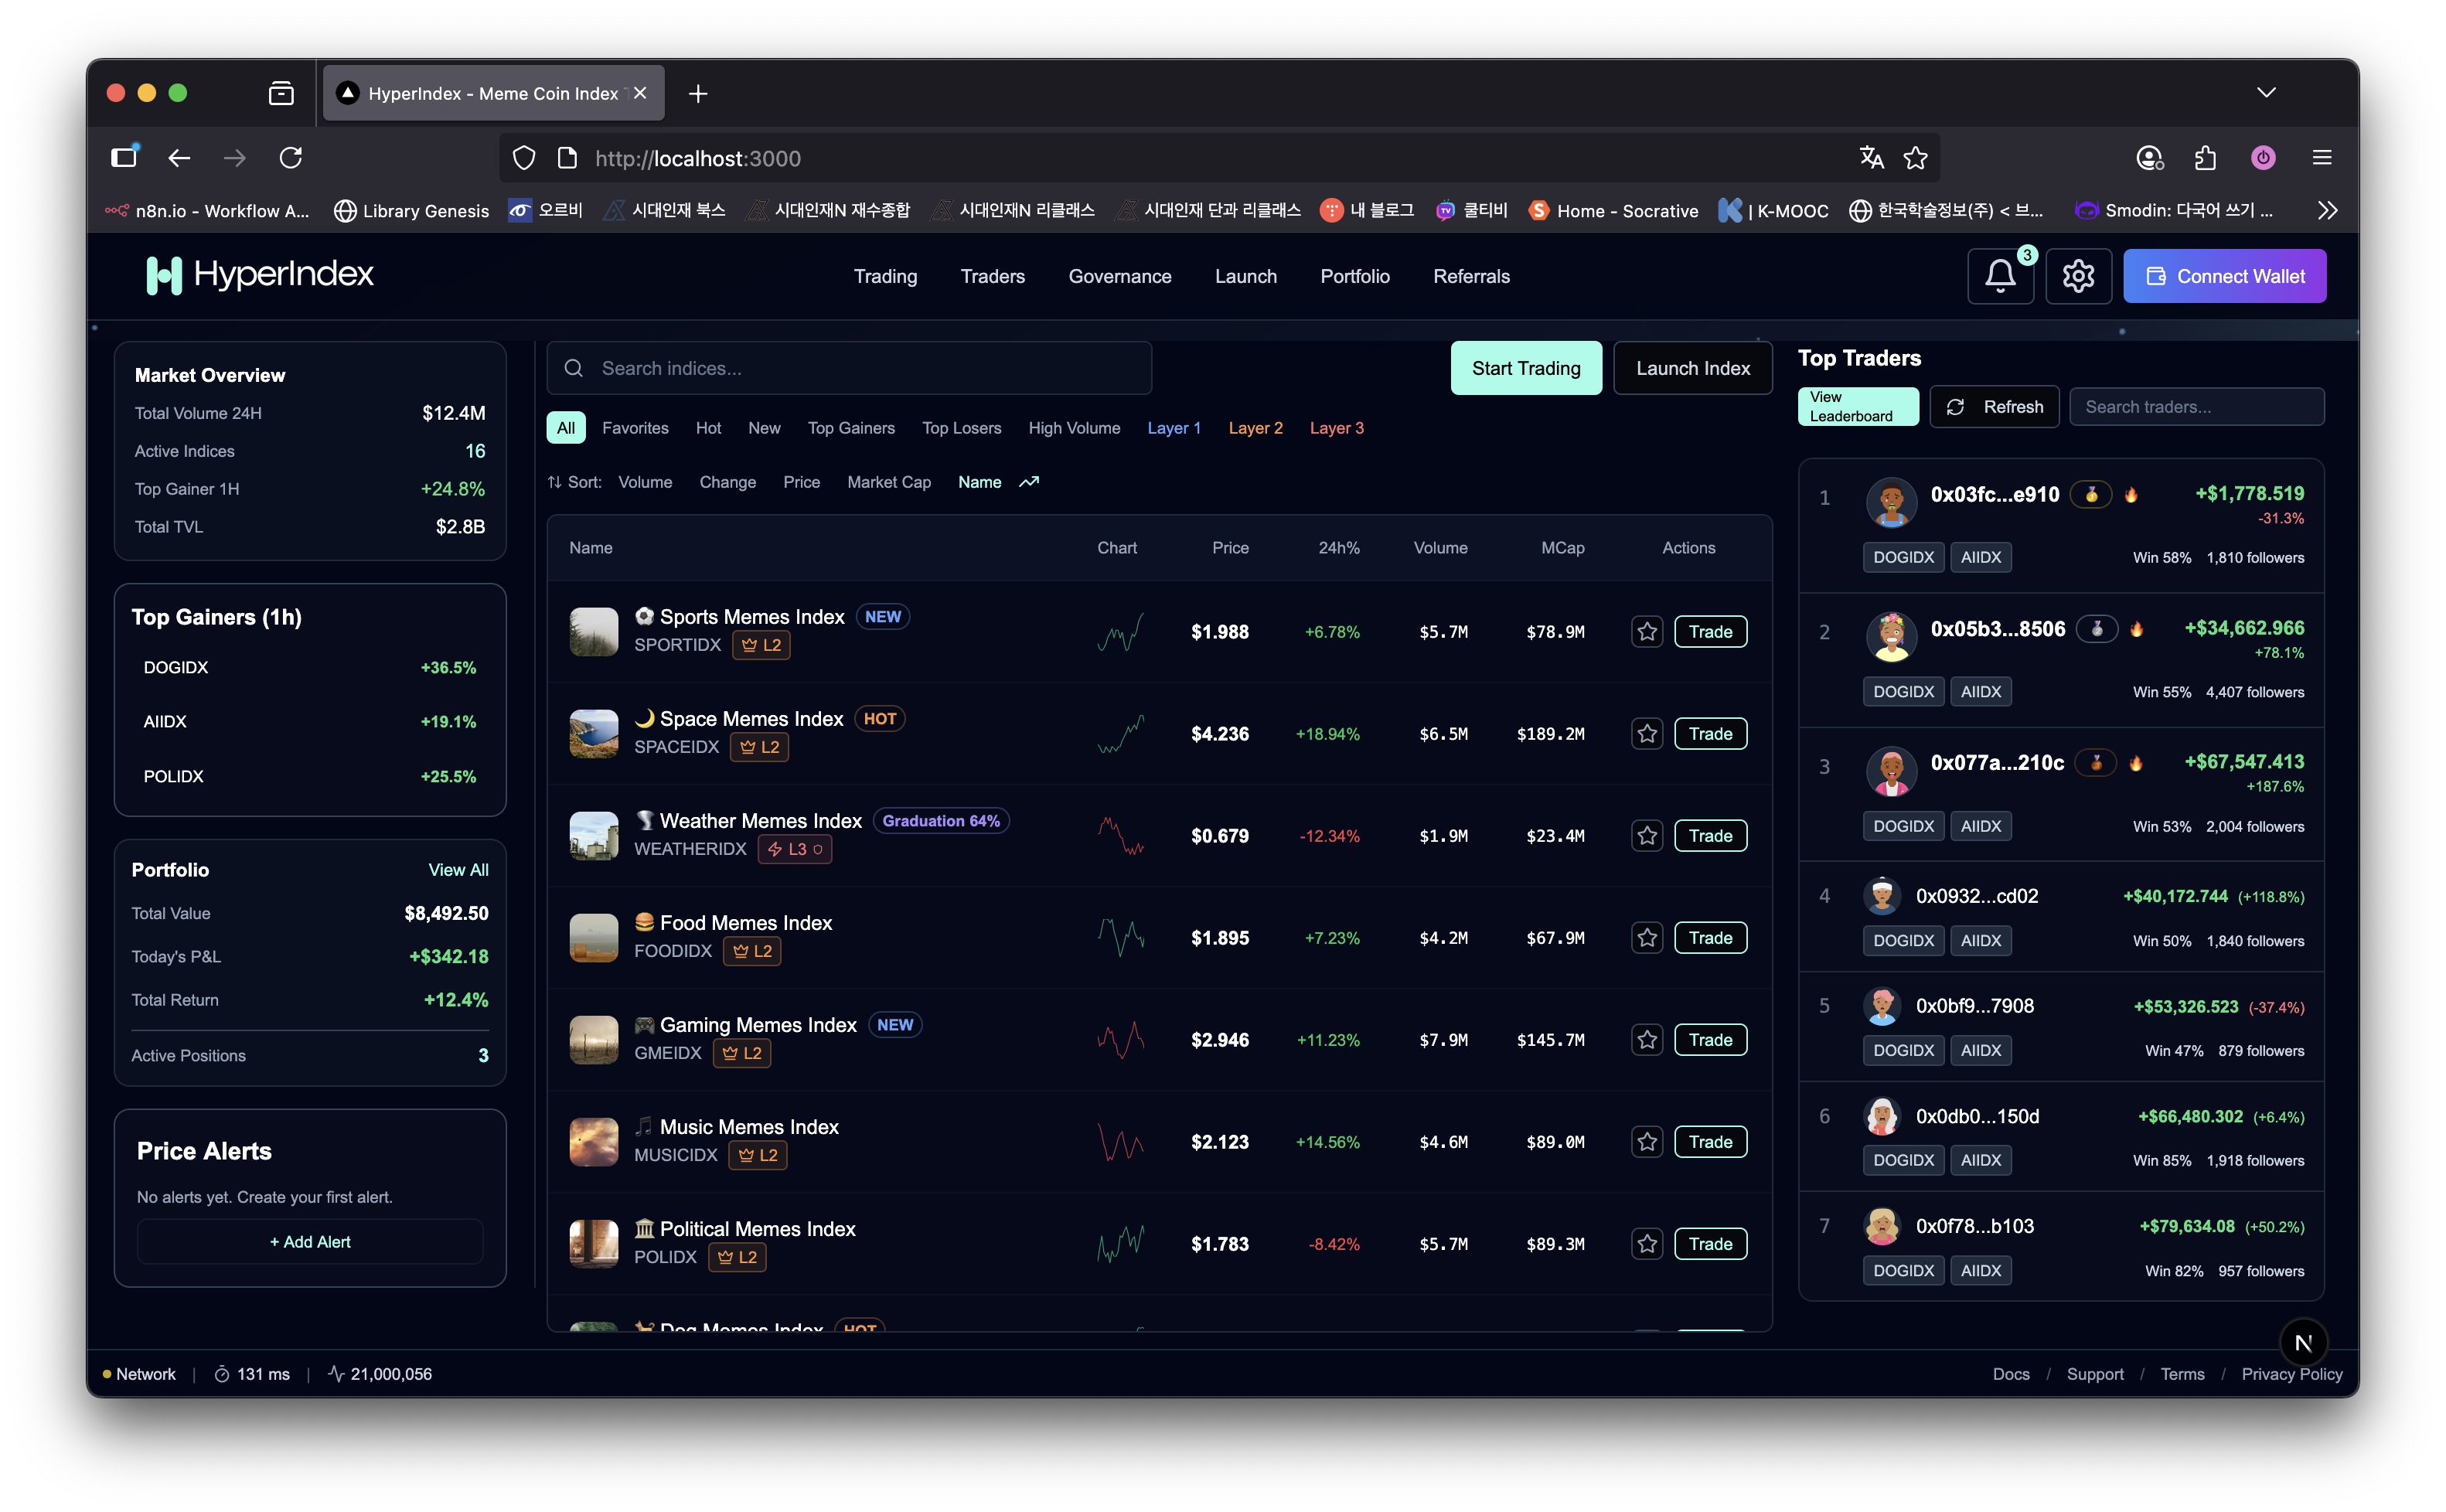 HyperIndex - Meme Coin Index
http://localhost:3000
n8n.io - Workflow A...
Library Genesis
오르비
시대인재 북스
시대인재N 재수종합
시대인재N 리클래스
시대인재 단과 리클래스
내 블로그
쿨티비
Home - Socrative
| K-MOOC
한국학술정보(주) < 브...
Smodin: 다국어 쓰기 ...
HyperIndex
Trading
Traders
Governance
Launch
Portfolio
Referrals
3
Connect Wallet
Market Overview
Total Volume 24H $12.4M
Active Indices 16
Top Gainer 1H +24.8%
Total TVL $2.8B
Top Gainers (1h)
DOGIDX +36.5%
AIIDX +19.1%
POLIDX +25.5%
Portfolio View All
Total Value $8,492.50
Today's P&L +$342.18
Total Return +12.4%
Active Positions 3
Price Alerts
No alerts yet. Create your first alert.
+ Add Alert
Search indices...
Start Trading
Launch Index
All Favorites Hot New Top Gainers Top Losers High Volume Layer 1 Layer 2 Layer 3
Sort: Volume Change Price Market Cap Name
Name Chart Price 24h% Volume MCap Actions
Sports Memes Index NEW
SPORTIDX L2
$1.988 +6.78% $5.7M $78.9M Trade
Space Memes Index HOT
SPACEIDX L2
$4.236 +18.94% $6.5M $189.2M Trade
Weather Memes Index Graduation 64%
WEATHERIDX L3
$0.679 -12.34% $1.9M $23.4M Trade
Food Memes Index
FOODIDX L2
$1.895 +7.23% $4.2M $67.9M Trade
Gaming Memes Index NEW
GMEIDX L2
$2.946 +11.23% $7.9M $145.7M Trade
Music Memes Index
MUSICIDX L2
$2.123 +14.56% $4.6M $89.0M Trade
Political Memes Index
POLIDX L2
$1.783 -8.42% $5.7M $89.3M Trade
Dog Memes Index HOT
Top Traders
View
Leaderboard
Refresh
Search traders...
1 0x03fc...e910 +$1,778.519
-31.3%
DOGIDX AIIDX Win 58% 1,810 followers
2 0x05b3...8506 +$34,662.966
+78.1%
DOGIDX AIIDX Win 55% 4,407 followers
3 0x077a...210c +$67,547.413
+187.6%
DOGIDX AIIDX Win 53% 2,004 followers
4 0x0932...cd02 +$40,172.744 (+118.8%)
DOGIDX AIIDX Win 50% 1,840 followers
5 0x0bf9...7908 +$53,326.523 (-37.4%)
DOGIDX AIIDX Win 47% 879 followers
6 0x0db0...150d +$66,480.302 (+6.4%)
DOGIDX AIIDX Win 85% 1,918 followers
7 0x0f78...b103 +$79,634.08 (+50.2%)
DOGIDX AIIDX Win 82% 957 followers
N
Network | 131 ms | 21,000,056
Docs / Support / Terms / Privacy Policy